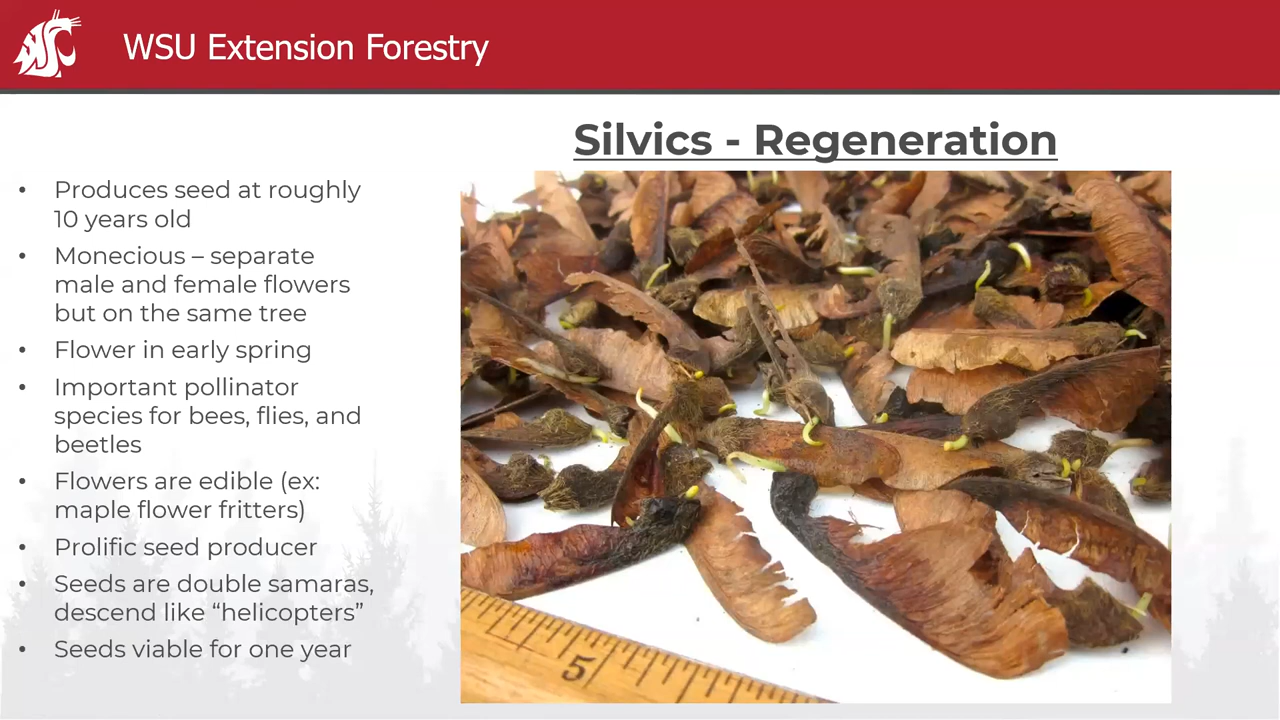 WSU Extension Forestry
Silvics - Regeneration
• Produces seed at roughly
10 years old
• Monecious – separate
male and female flowers
but on the same tree
• Flower in early spring
• Important pollinator
species for bees, flies, and
beetles
• Flowers are edible (ex:
maple flower fritters)
• Prolific seed producer
• Seeds are double samaras,
descend like “helicopters”
• Seeds viable for one year
5